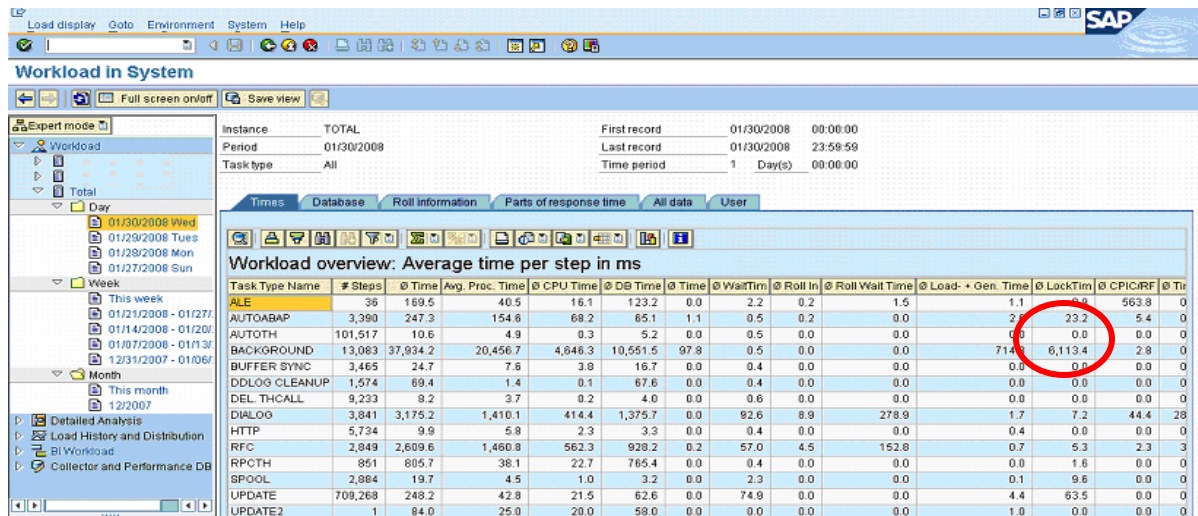 Load display Goto Environment System Help
SAP
Workload in System
Full screen on/off Save view
Expert mode
Workload
Total
Day
01/30/2008 Wed
01/29/2008 Tues
01/28/2008 Mon
01/27/2008 Sun
Week
This week
01/21/2008 - 01/27/
01/14/2008 - 01/20/
01/07/2008 - 01/13/
12/31/2007 - 01/06/
Month
This month
12/2007
Detailed Analysis
Load History and Distribution
BI Workload
Collector and Performance DB
Instance TOTAL First record 01/30/2008 00:00:00
Period 01/30/2008 Last record 01/30/2008 23:59:59
Task type All Time period 1 Day(s) 00:00:00
Times Database Roll information Parts of response time All data User
Workload overview: Average time per step in ms
Task Type Name # Steps Ø Time Avg. Proc. Time Ø CPU Time Ø DB Time Ø Time Ø WaitTim Ø Roll In Ø Roll Wait Time Ø Load- + Gen. Time Ø LockTim Ø CPIC/RF Ø Tir
ALE 36 169.5 40.5 16.1 123.2 0.0 2.2 0.2 1.5 1.1 563.8 0
AUTOABAP 3,390 247.3 154.6 68.2 65.1 1.1 0.5 0.2 0.0 23.2 5.4 0
AUTOTH 101,517 10.6 4.9 0.3 5.2 0.0 0.5 0.0 0.0 0.0 0.0 0.0 0
BACKGROUND 13,083 37,934.2 20,456.7 4,646.3 10,551.5 97.8 0.5 0.0 0.0 6,113.4 2.8 0
BUFFER SYNC 3,465 24.7 7.6 3.8 16.7 0.0 0.4 0.0 0.0 0.0 0.0 0.0 0
DDLOG CLEANUP 1,574 69.4 1.4 0.1 67.6 0.0 0.4 0.0 0.0 0.0 0.0 0.0 0
DEL. THCALL 9,233 8.2 3.7 0.2 4.0 0.0 0.6 0.0 0.0 0.0 0.0 0.0 0
DIALOG 3,841 3,175.2 1,410.1 414.4 1,375.7 0.0 92.6 8.9 278.9 1.7 7.2 44.4 28
HTTP 5,734 9.9 5.8 2.3 3.3 0.0 0.4 0.0 0.0 0.0 0.0 0.0 0
RFC 2,849 2,609.6 1,460.8 562.3 928.2 0.2 57.0 4.5 152.8 0.7 5.3 2.3 3
RPCTH 851 805.7 38.1 22.7 765.4 0.0 0.4 0.0 0.0 0.0 1.6 0.0 0
SPOOL 2,884 19.7 4.5 1.0 3.2 0.0 2.3 0.0 0.0 0.1 9.6 0.0 0
UPDATE 709,268 248.2 42.8 21.5 62.6 0.0 74.9 0.0 0.0 4.4 63.5 0.0 0
UPDATE2 1 84.0 25.0 20.0 58.0 0.0 0.0 0.0 0.0 1.0 0.0 0.0 0